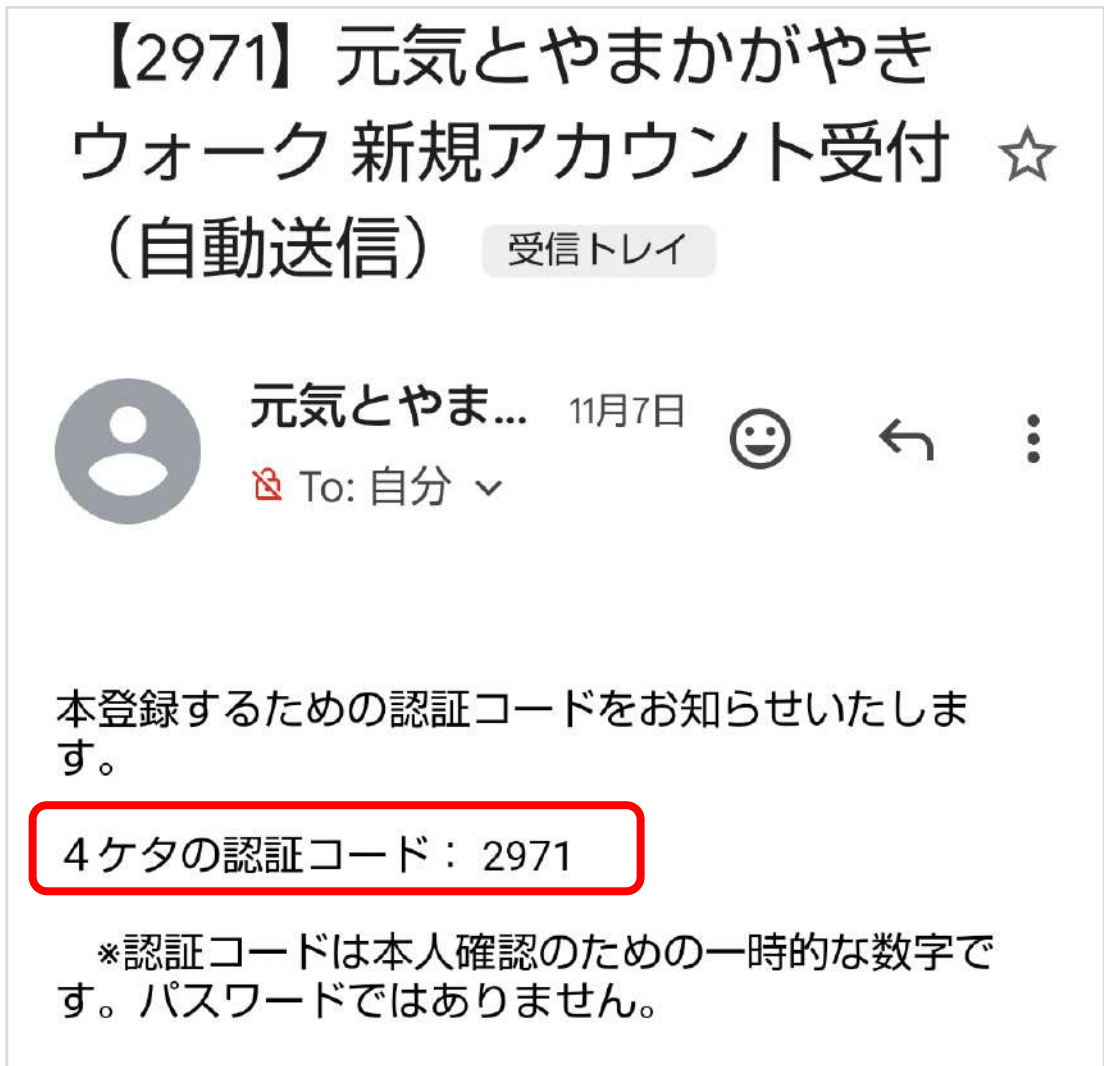 【2971】元気とやまかがやき
ウォーク 新規アカウント受付
（自動送信） 受信トレイ
元気とやま... 11月7日
To: 自分
本登録するための認証コードをお知らせいたしま
す。
４ケタの認証コード： 2971
※認証コードは本人確認のための一時的な数字で
す。パスワードではありません。